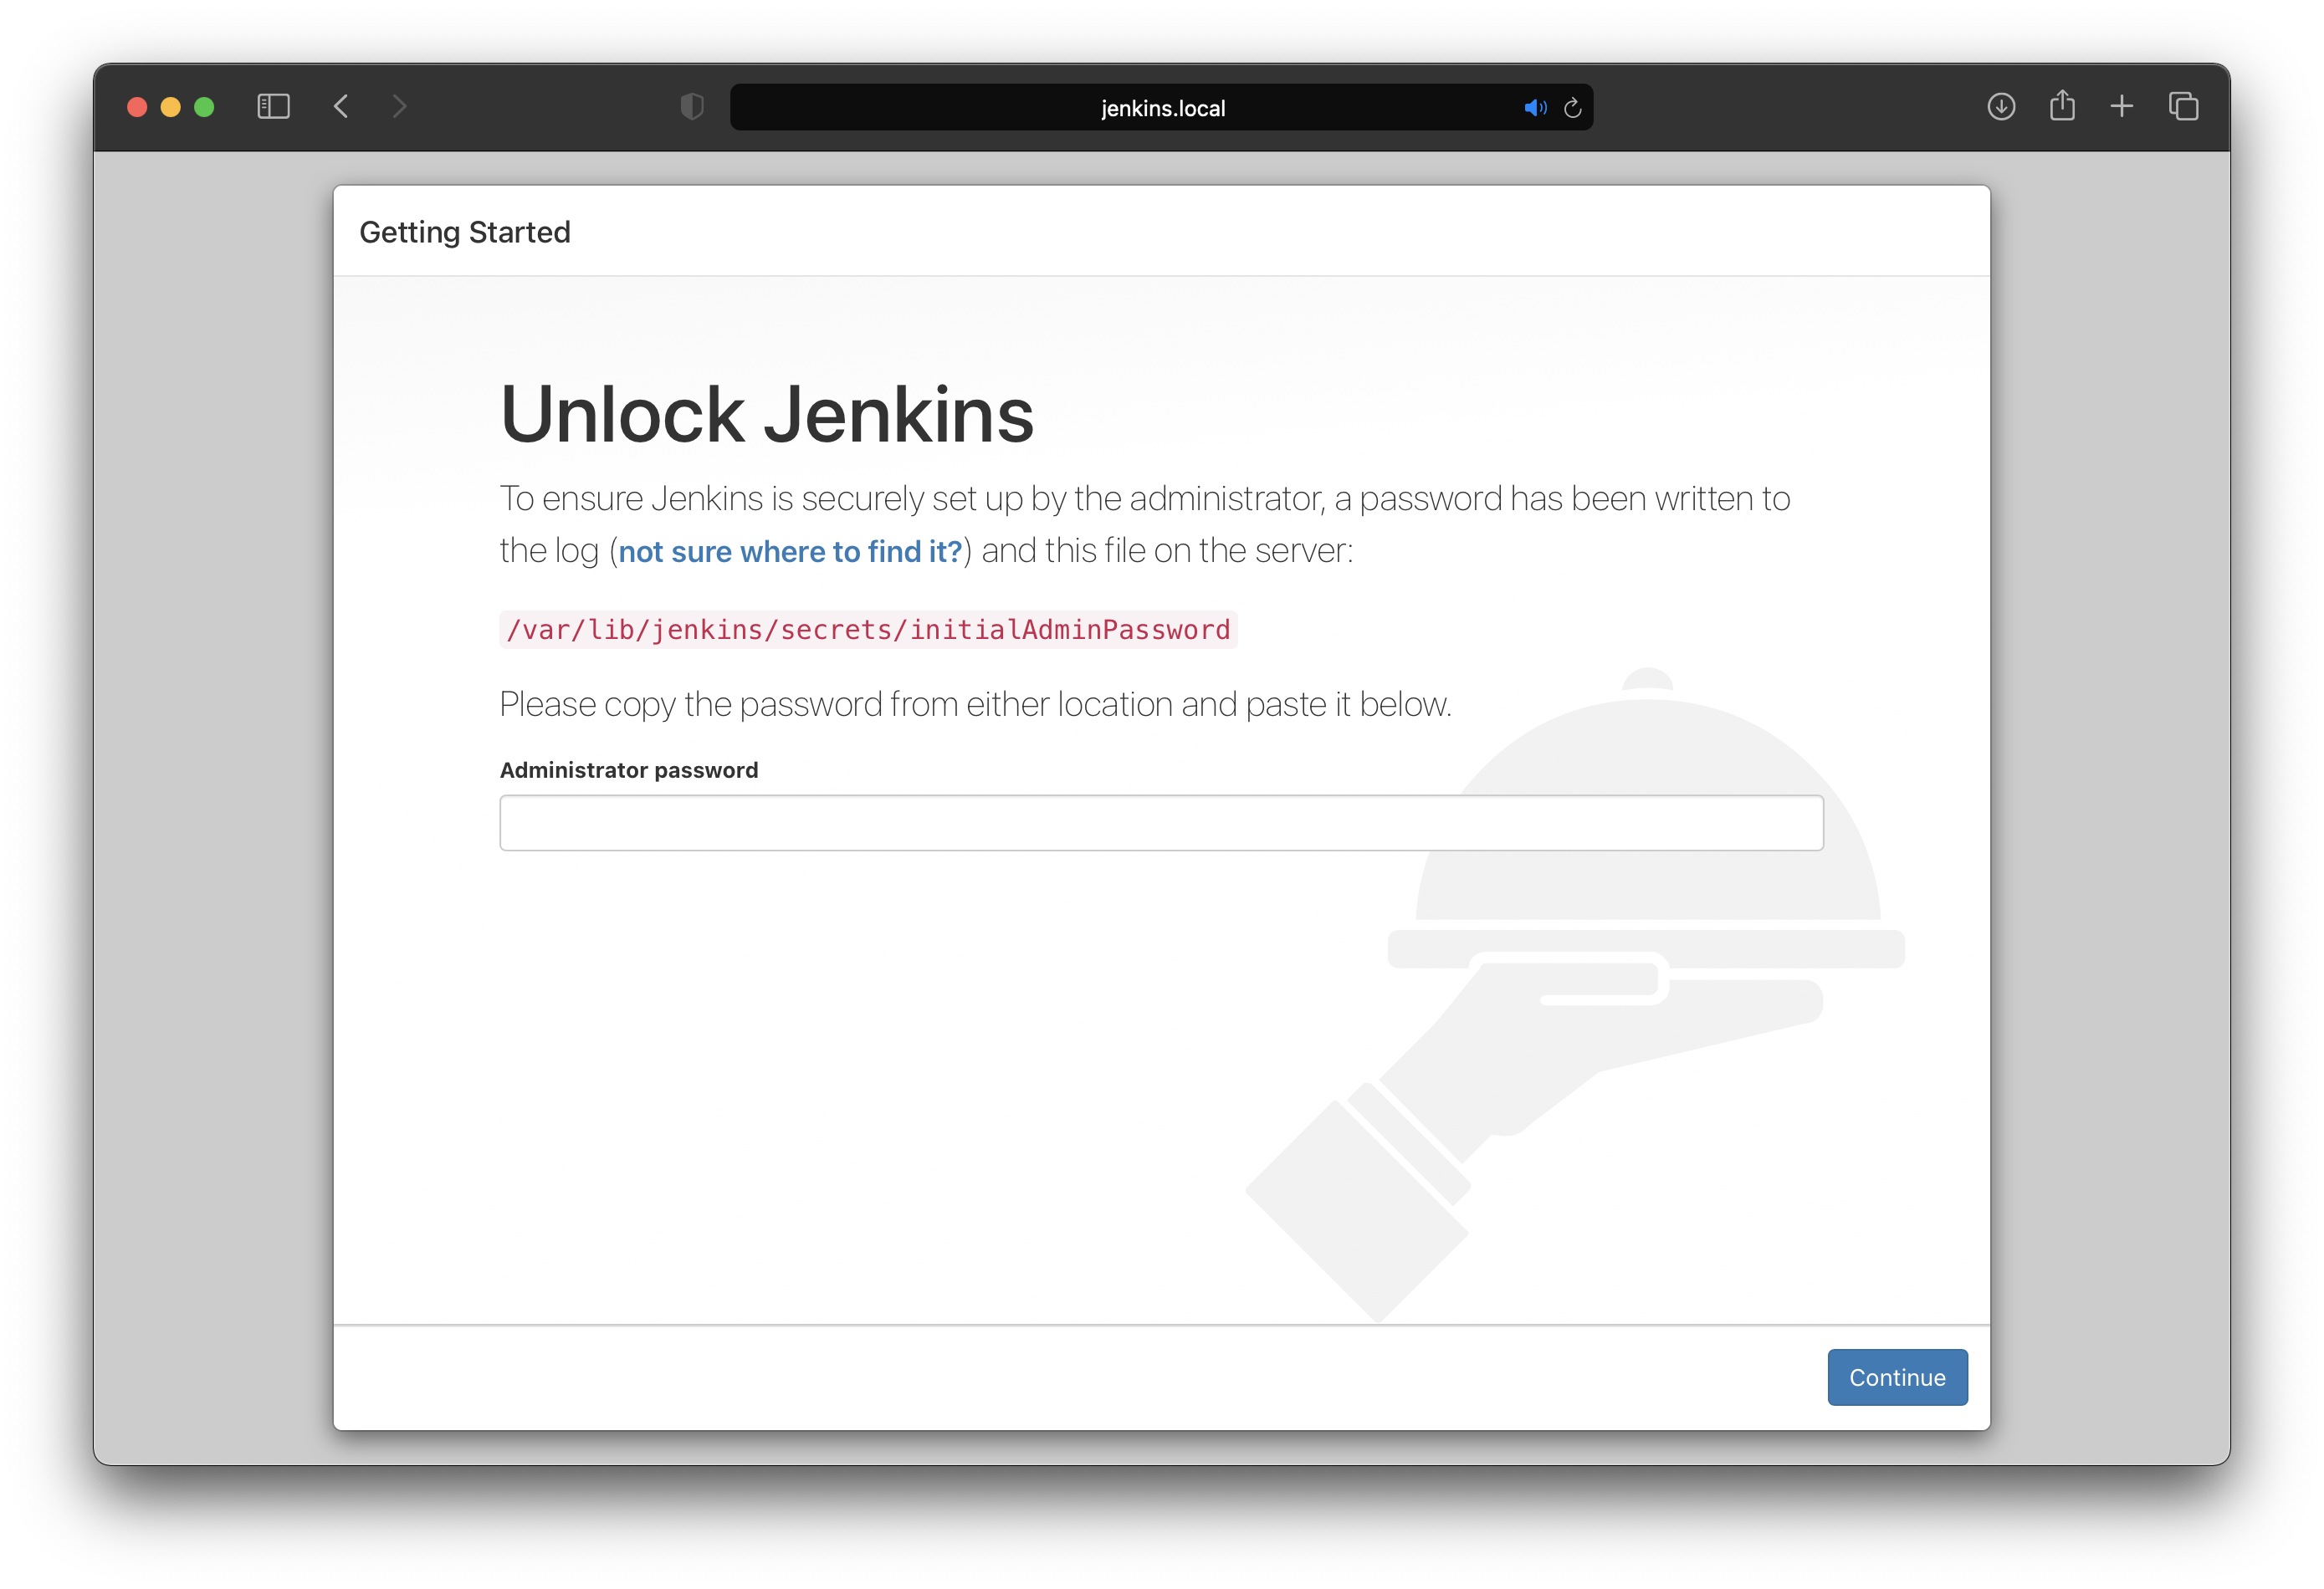 jenkins.local
Getting Started
Unlock Jenkins
To ensure Jenkins is securely set up by the administrator, a password has been written to
the log (not sure where to find it?) and this file on the server:
/var/lib/jenkins/secrets/initialAdminPassword
Please copy the password from either location and paste it below.
Administrator password
Continue